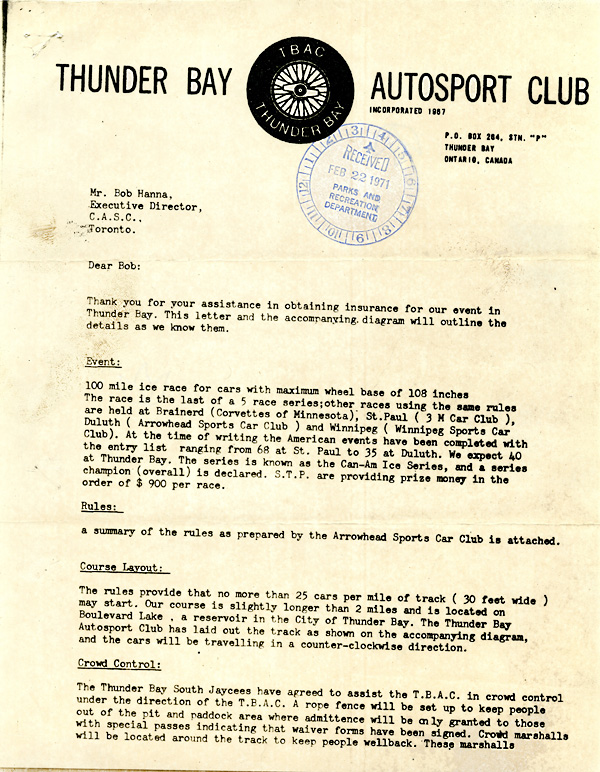 THUNDER BAY AUTOSPORT CLUB
TBAC
THUNDER BAY
INCORPORATED 1967
P.O. BOX 264, STN. "P"
THUNDER BAY
ONTARIO, CANADA
RECEIVED
FEB 22 1971
PARKS AND
RECREATION
DEPARTMENT
Mr. Bob Hanna,
Executive Director,
C.A.S.C.,
Toronto.
Dear Bob:
Thank you for your assistance in obtaining insurance for our event in
Thunder Bay. This letter and the accompanying.diagram will outline the
details as we know them.
Event:
100 mile ice race for cars with maximum wheel base of 108 inches
The race is the last of a 5 race series;other races using the same rules
are held at Brainerd (Corvettes of Minnesota), St.Paul ( 3 M Car Club ),
Duluth ( Arrowhead Sports Car Club ) and Winnipeg ( Winnipeg Sports Car
Club). At the time of writing the American events have been completed with
the entry list ranging from 68 at St. Paul to 35 at Duluth. We expect 40
at Thunder Bay. The series is known as the Can-Am Ice Series, and a series
champion (overall) is declared. S.T.P. are providing prize money in the
order of $ 900 per race.
Rules:
a summary of the rules as prepared by the Arrowhead Sports Car Club is attached.
Course Layout:
The rules provide that no more than 25 cars per mile of track ( 30 feet wide )
may start. Our course is slightly longer than 2 miles and is located on
Boulevard Lake , a reservoir in the City of Thunder Bay. The Thunder Bay
Autosport Club has laid out the track as shown on the accompanying diagram,
and the cars will be travelling in a counter-clockwise direction.
Crowd Control:
The Thunder Bay South Jaycees have agreed to assist the T.B.A.C. in crowd control
under the direction of the T.B.A.C. A rope fence will be set up to keep people
out of the pit and paddock area where admittence will be only granted to those
with special passes indicating that waiver forms have been signed. Crowd marshalls
will be located around the track to keep people wellback. These marshalls